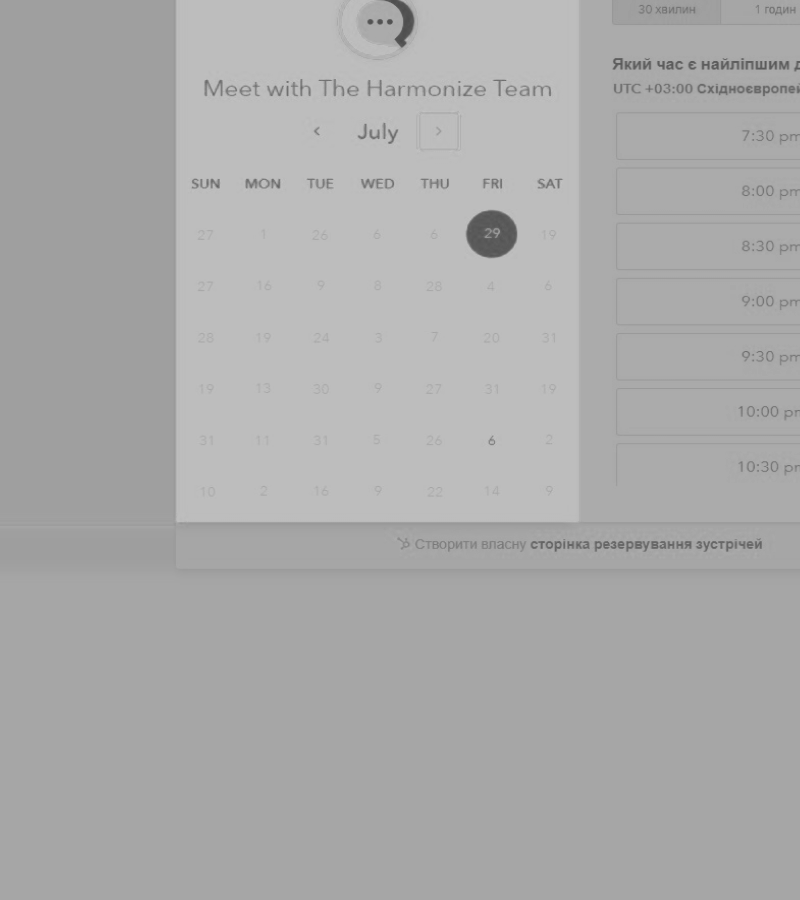 Meet with The Harmonize Team
July
SUN MON TUE WED THU FRI SAT
27 1 26 6 6 29 19
27 16 9 8 28 4 6
28 19 24 3 7 20 31
19 13 30 9 27 31 19
31 11 31 5 26 6 2
10 2 16 9 22 14 9
30 хвилин 1 годин
Який час є найліпшим д
UTC +03:00 Східноєвропей
7:30 pm
8:00 pm
8:30 pm
9:00 pm
9:30 pm
10:00 pm
10:30 pm
Створити власну сторінка резервування зустрічей